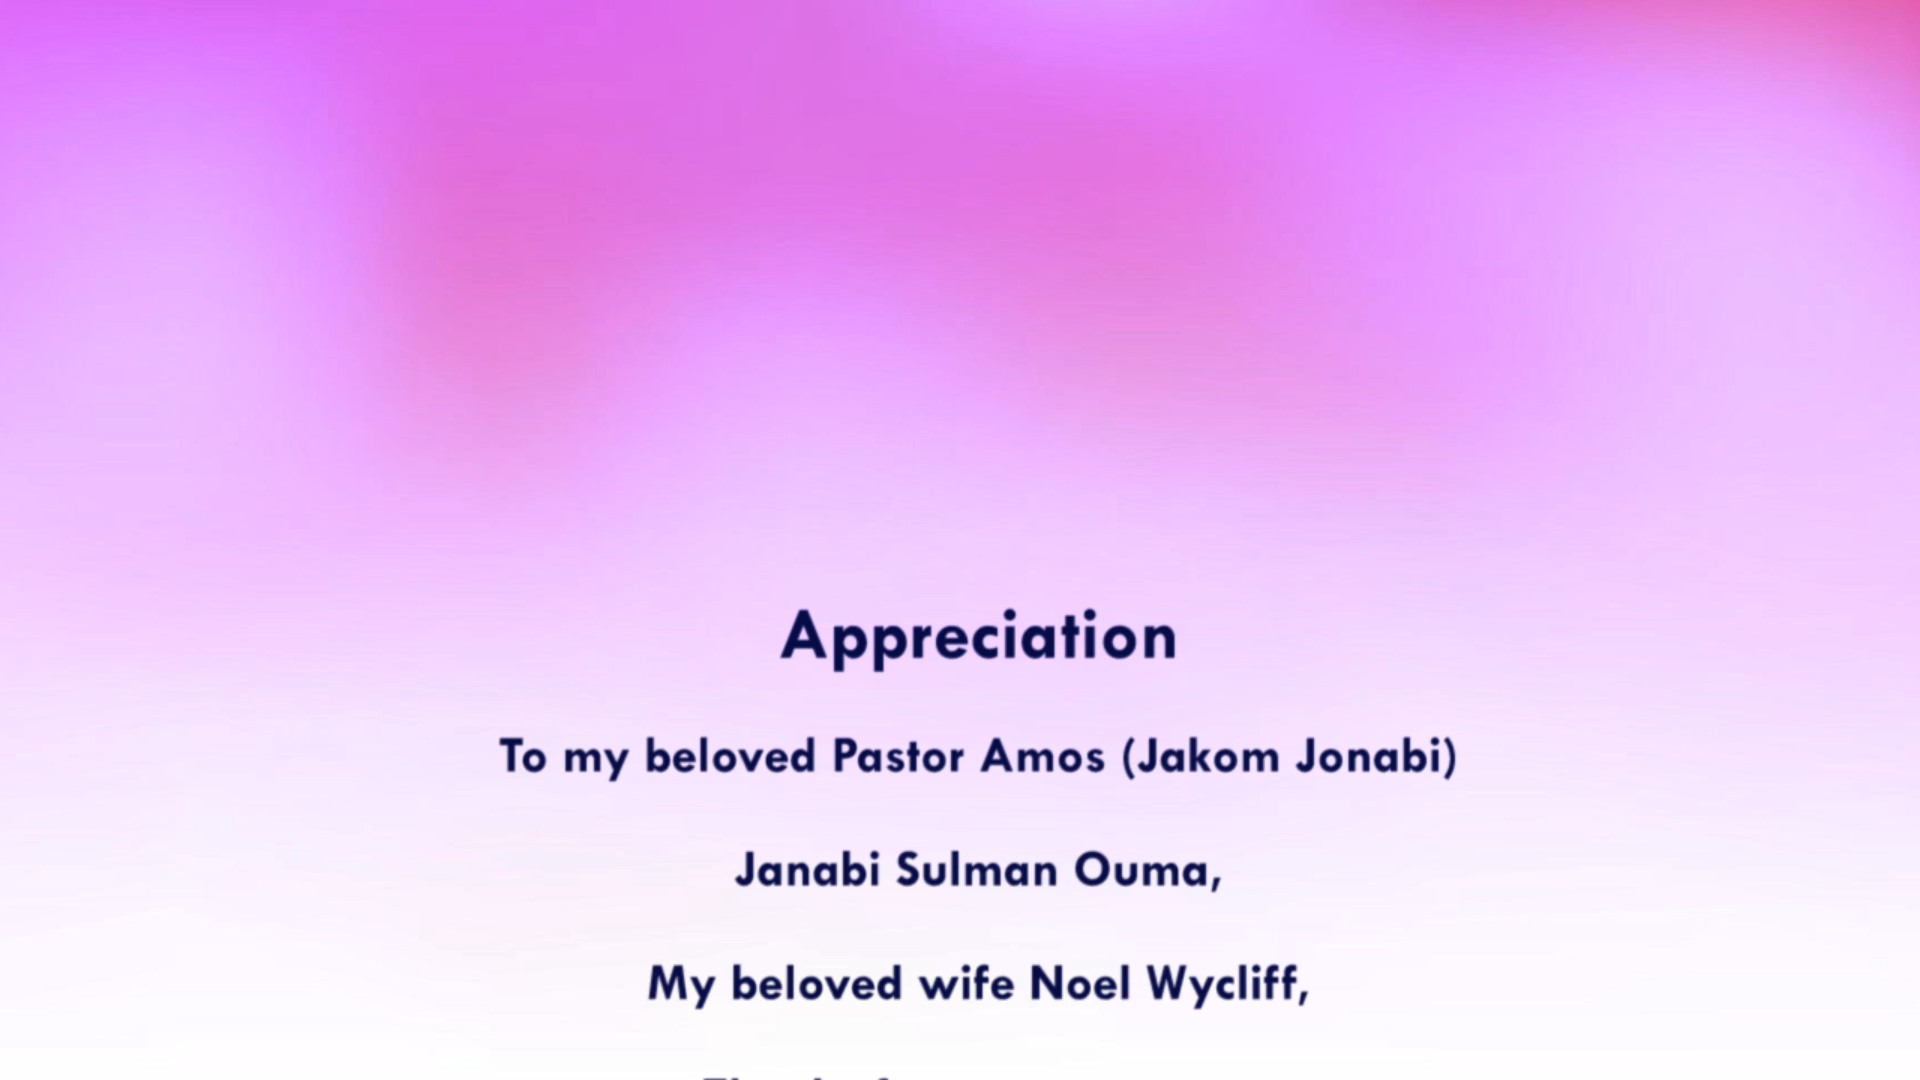 Appreciation
To my beloved Pastor Amos (Jakom Jonabi)
Janabi Sulman Ouma,
My beloved wife Noel Wycliff,